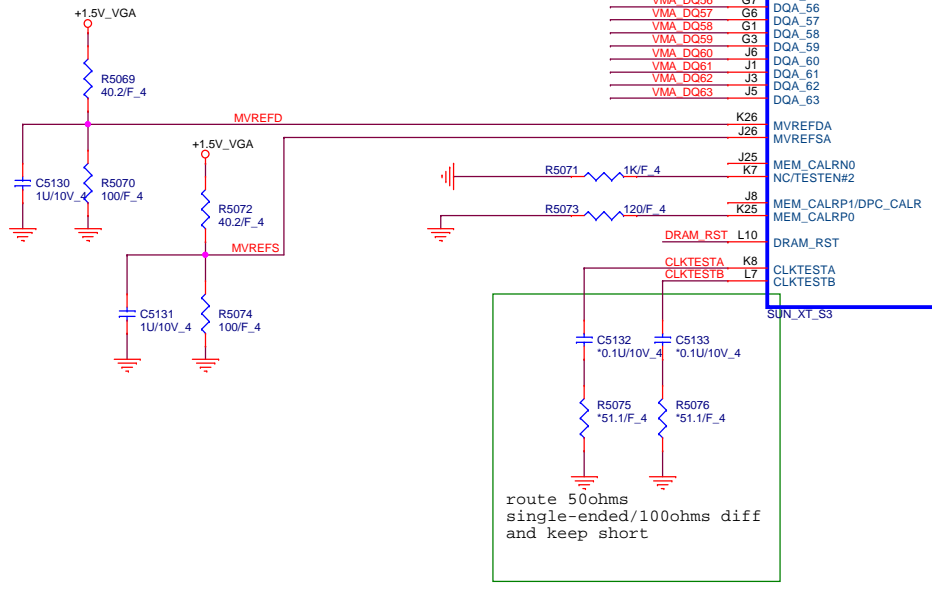 +1.5V_VGA
R5069
40.2/F_4
MVREFD
C5130
1U/10V_4
R5070
100/F_4
+1.5V_VGA
R5072
40.2/F_4
MVREFS
C5131
1U/10V_4
R5074
100/F_4
VMA_DQ56 G7 DQA_56
VMA_DQ57 G6 DQA_57
VMA_DQ58 G1 DQA_58
VMA_DQ59 G3 DQA_59
VMA_DQ60 J6 DQA_60
VMA_DQ61 J1 DQA_61
VMA_DQ62 J3 DQA_62
VMA_DQ63 J5 DQA_63
K26 MVREFDA
J26 MVREFSA
J25 MEM_CALRN0
R5071 1K/F_4 K7 NC/TESTEN#2
J8 MEM_CALRP1/DPC_CALR
R5073 120/F_4 K25 MEM_CALRP0
DRAM_RST L10 DRAM_RST
CLKTESTA K8 CLKTESTA
CLKTESTB L7 CLKTESTB
SUN_XT_S3
C5132
*0.1U/10V_4
C5133
*0.1U/10V_4
R5075
*51.1/F_4
R5076
*51.1/F_4
route 50ohms
single-ended/100ohms diff
and keep short